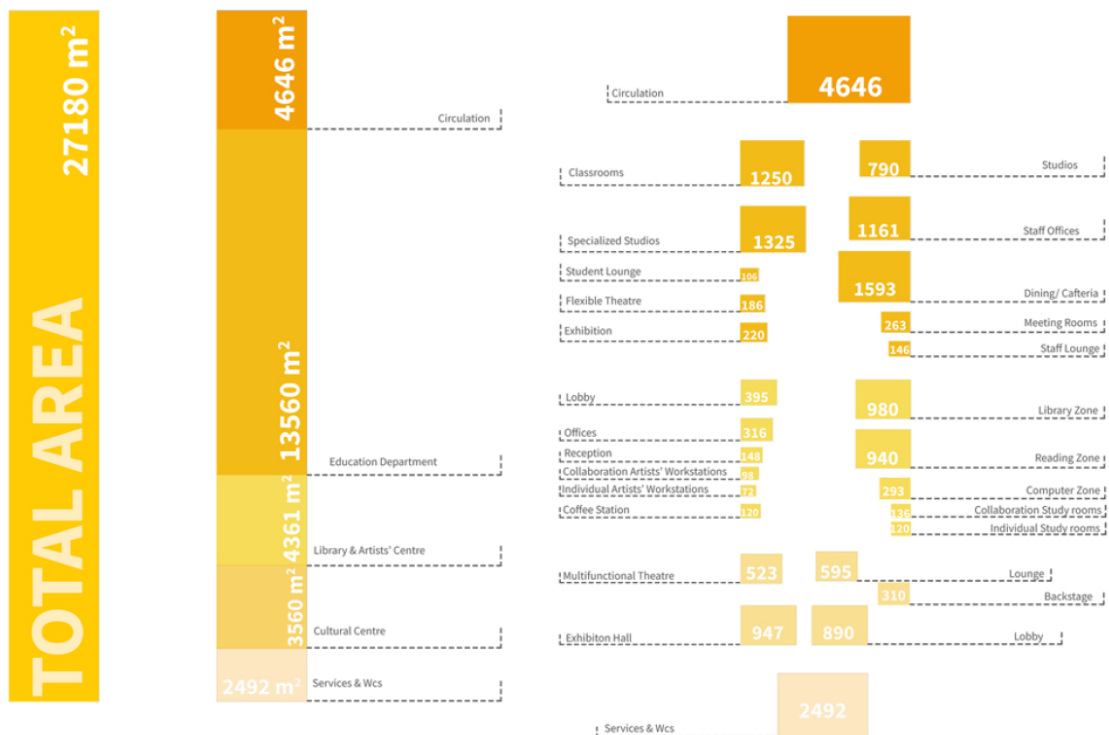 TOTAL AREA 27180 m²
4646 m²
Circulation
13560 m²
Education Department
4361 m²
Library & Artists' Centre
3560 m²
Cultural Centre
2492 m²
Services & Wcs
Circulation
4646
Classrooms
1250
Specialized Studios
1325
Student Lounge
106
Flexible Theatre
186
Exhibition
220
790
Studios
1161
Staff Offices
1593
Dining/ Cafteria
263
Meeting Rooms
146
Staff Lounge
Lobby
395
Offices
316
Reception
148
Collaboration Artists' Workstations
98
Individual Artists' Workstations
72
Coffee Station
120
980
Library Zone
940
Reading Zone
293
Computer Zone
136
Collaboration Study rooms
120
Individual Study rooms
Multifunctional Theatre
523
595
Lounge
310
Backstage
Exhibiton Hall
947
890
Lobby
2492
Services & Wcs